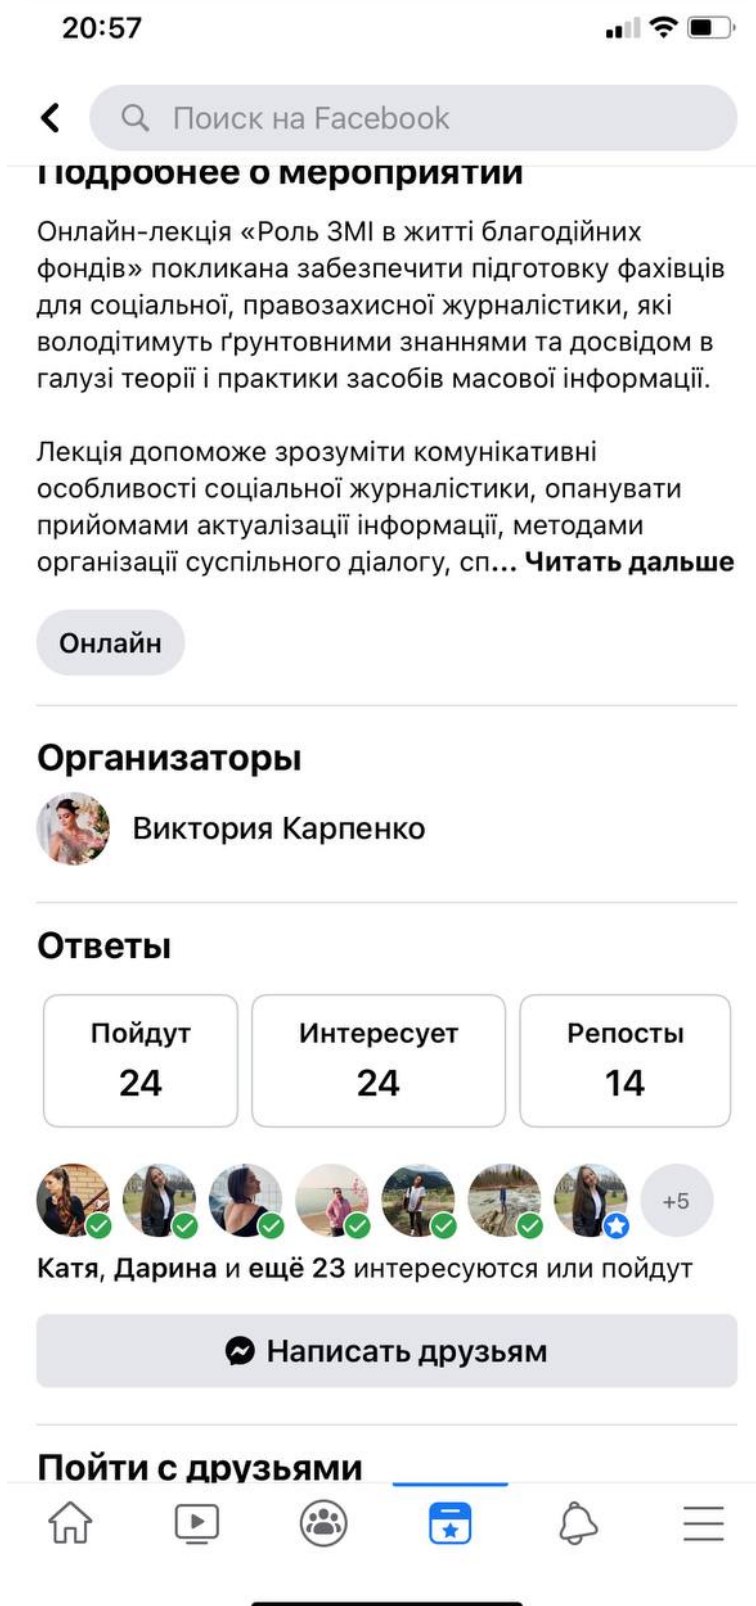 20:57
Поиск на Facebook
Подробнее о мероприятии
Онлайн-лекція «Роль ЗМІ в житті благодійних
фондів» покликана забезпечити підготовку фахівців
для соціальної, правозахисної журналістики, які
володітимуть ґрунтовними знаннями та досвідом в
галузі теорії і практики засобів масової інформації.
Лекція допоможе зрозуміти комунікативні
особливості соціальної журналістики, опанувати
прийомами актуалізації інформації, методами
організації суспільного діалогу, сп... Читать дальше
Онлайн
Организаторы
Виктория Карпенко
Ответы
Пойдут Интересует Репосты
24 24 14
+5
Катя, Дарина и ещё 23 интересуются или пойдут
Написать друзьям
Пойти с друзьями